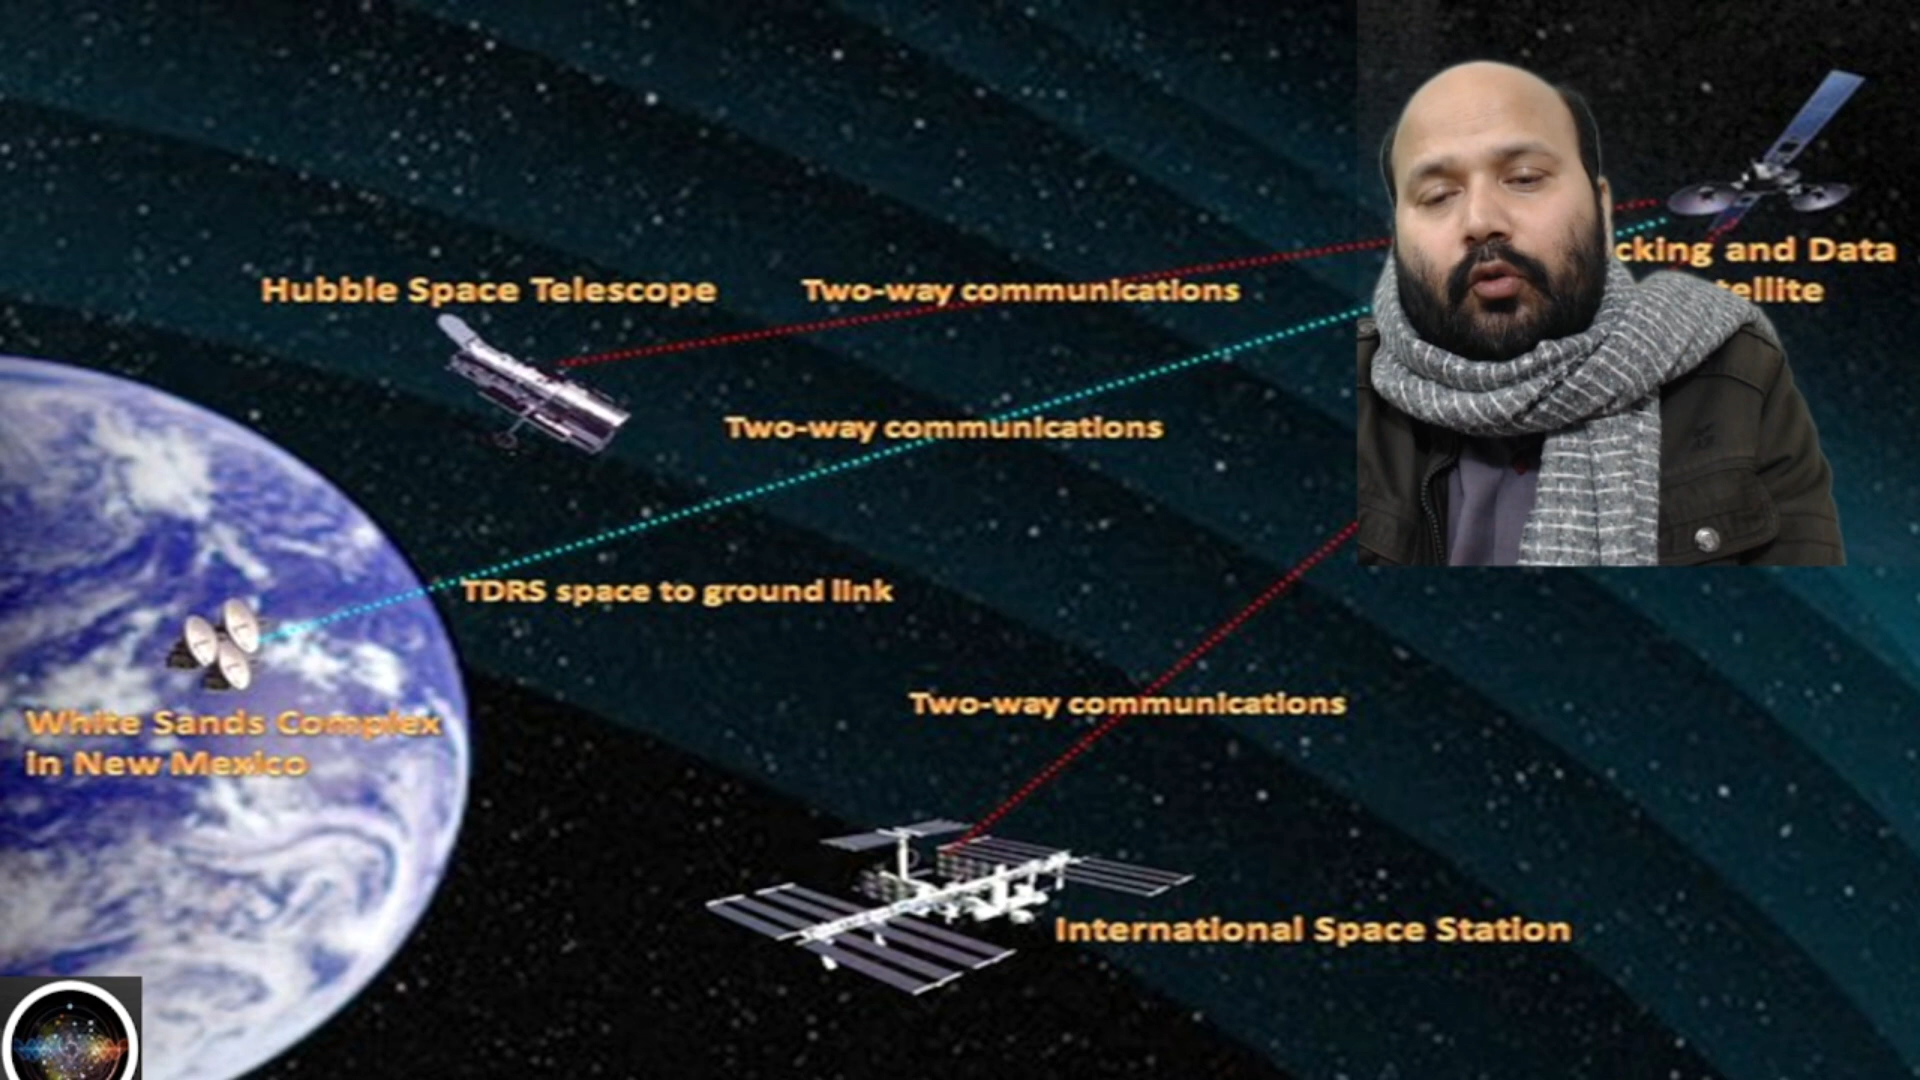 cking and Data
ellite
Hubble Space Telescope
Two-way communications
Two-way communications
TDRS space to ground link
Two-way communications
White Sands Complex
in New Mexico
International Space Station